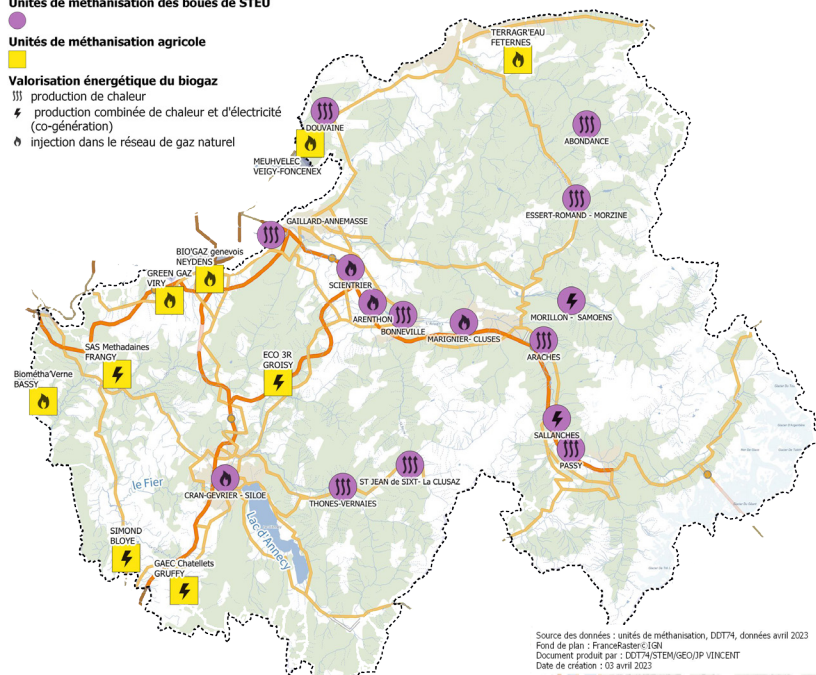 Unités de méthanisation des boues de STEU
Unités de méthanisation agricole
Valorisation énergétique du biogaz
production de chaleur
production combinée de chaleur et d'électricité
(co-génération)
injection dans le réseau de gaz naturel
TERRAGR'EAU
FETERNES
DOUVAINE
MEUHVELEC
VEIGY-FONCENEX
ABONDANCE
ESSERT-ROMAND - MORZINE
GAILLARD-ANNEMASSE
BIO'GAZ genevois
NEYDENS
GREEN GAZ
VIRY
SCIENTRIER
ARENTHON
BONNEVILLE
MARIGNIER- CLUSES
MORILLON - SAMOENS
ARACHES
SAS Methadaines
FRANGY
ECO 3R
GROISY
Biométha'Verne
BASSY
SALLANCHES
PASSY
ST JEAN de SIXT- La CLUSAZ
THONES-VERNAIES
CRAN-GEVRIER - SILOE
le Fier
Lac d'Annecy
SIMOND
BLOYE
GAEC Chatellets
GRUFFY
Source des données : unités de méthanisation, DDT74, données avril 2023
Fond de plan : FranceRaster©IGN
Document produit par : DDT74/STEM/GEO/JP VINCENT
Date de création : 03 avril 2023